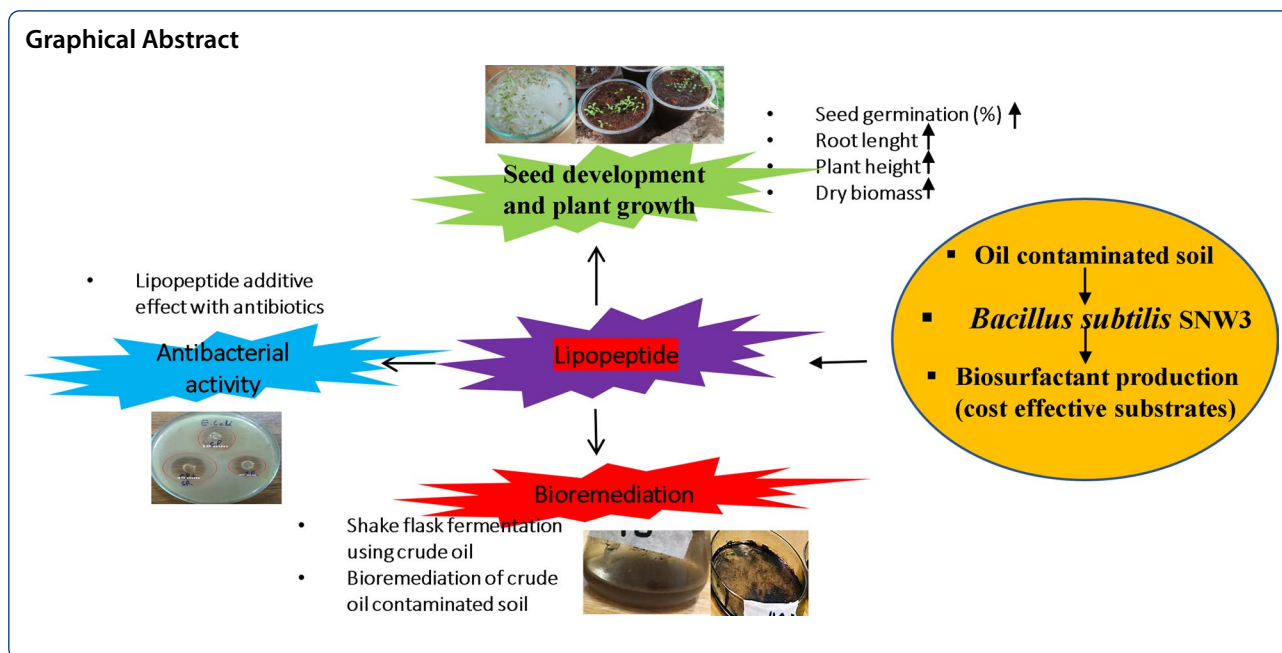 Graphical Abstract
• Seed germination (%) ↑
• Root lenght ↑
• Plant height ↑
• Dry biomass ↑
Seed development
and plant growth
▪ Oil contaminated soil
▪ Bacillus subtilis SNW3
▪ Biosurfactant production
(cost effective substrates)
• Lipopeptide additive
effect with antibiotics
Antibacterial
activity
Lipopeptide
E. Coli
Bioremediation
• Shake flask fermentation
using crude oil
• Bioremediation of crude
oil contaminated soil